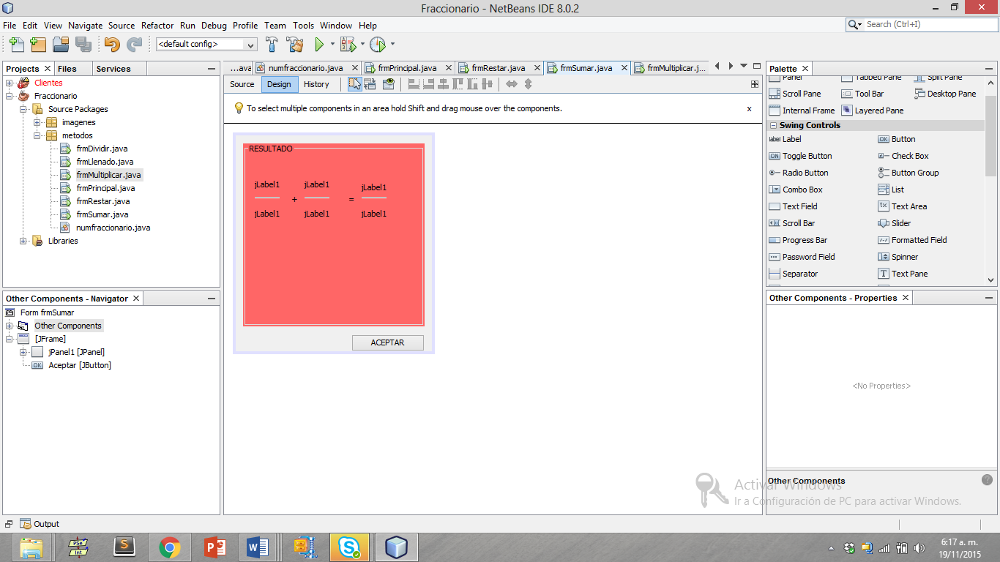 Fraccionario - NetBeans IDE 8.0.2
File Edit View Navigate Source Refactor Run Debug Profile Team Tools Window Help
Search (Ctrl+I)
<default config>
Projects Files Services
Clientes
Fraccionario
Source Packages
imagenes
metodos
frmDividir.java
frmLlenado.java
frmMultiplicar.java
frmPrincipal.java
frmRestar.java
frmSumar.java
numfraccionario.java
Libraries
Other Components - Navigator
Form frmSumar
Other Components
[JFrame]
jPanel1 [JPanel]
Aceptar [JButton]
...ava numfraccionario.java frmPrincipal.java frmRestar.java frmSumar.java frmMultiplicar.j...
Source Design History
To select multiple components in an area hold Shift and drag mouse over the components. x
RESULTADO
jLabel1 jLabel1 jLabel1
+ =
jLabel1 jLabel1 jLabel1
ACEPTAR
Palette
Panel Tabbed Pane Split Pane
Scroll Pane Tool Bar Desktop Pane
Internal Frame Layered Pane
Swing Controls
Label Button
Toggle Button Check Box
Radio Button Button Group
Combo Box List
Text Field Text Area
Scroll Bar Slider
Progress Bar Formatted Field
Password Field Spinner
Separator Text Pane
Other Components - Properties
<No Properties>
Other Components
Activar Windows
Ir a Configuración de PC para activar Windows.
Output
6:17 a. m.
19/11/2015